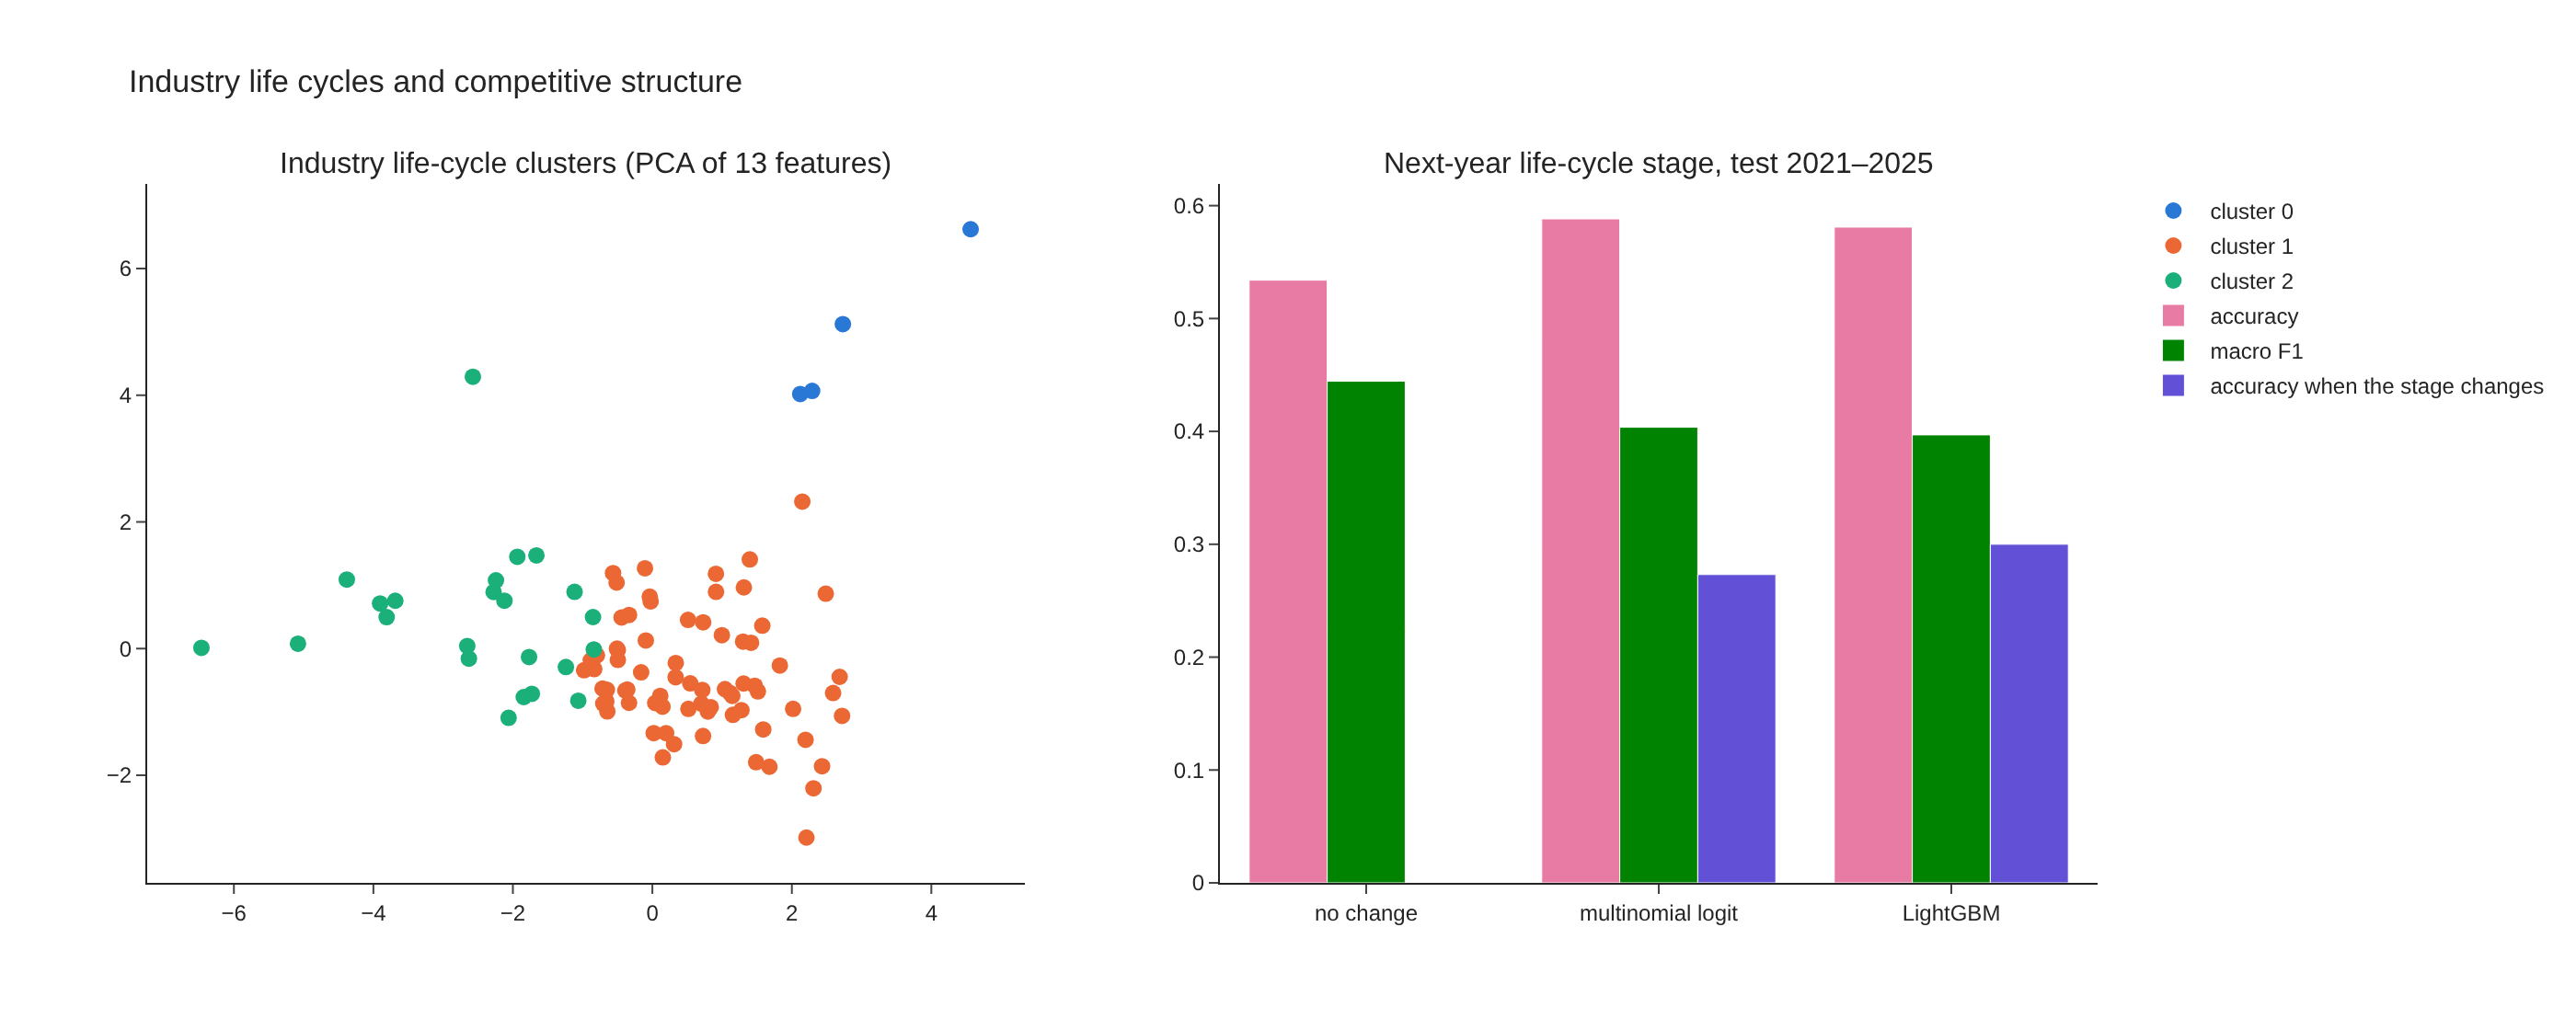 Industry life cycles and competitive structure
Industry life-cycle clusters (PCA of 13 features)
6
4
2
0
−2
−6
−4
−2
0
2
4
Next-year life-cycle stage, test 2021–2025
0.6
0.5
0.4
0.3
0.2
0.1
0
no change
multinomial logit
LightGBM
cluster 0
cluster 1
cluster 2
accuracy
macro F1
accuracy when the stage changes